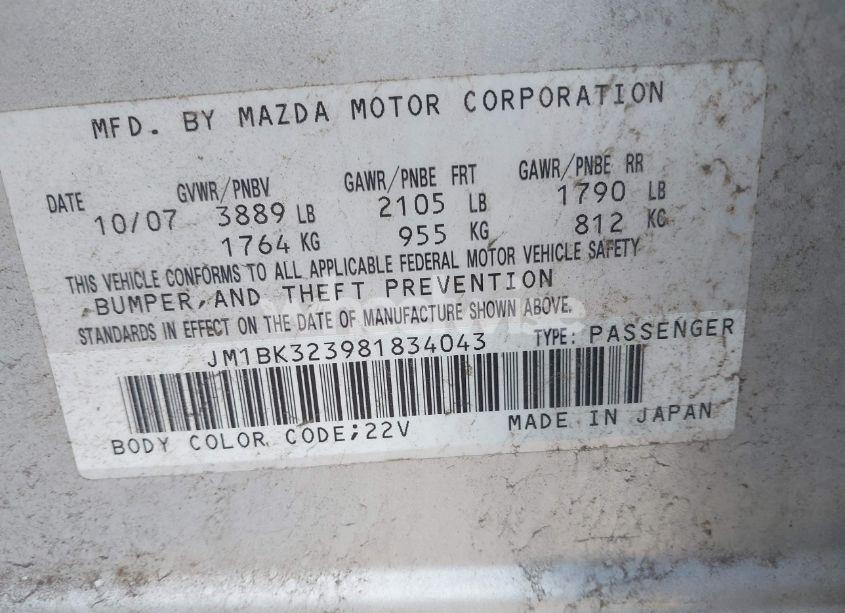 MFD. BY MAZDA MOTOR CORPORATION
DATE GVWR/PNBV GAWR/PNBE FRT GAWR/PNBE RR
10/07 3889 LB 2105 LB 1790 LB
1764 KG 955 KG 812 KG
THIS VEHICLE CONFORMS TO ALL APPLICABLE FEDERAL MOTOR VEHICLE SAFETY
BUMPER, AND THEFT PREVENTION
STANDARDS IN EFFECT ON THE DATE OF MANUFACTURE SHOWN ABOVE.
JM1BK323981834043 TYPE: PASSENGER
BODY COLOR CODE;22V MADE IN JAPAN